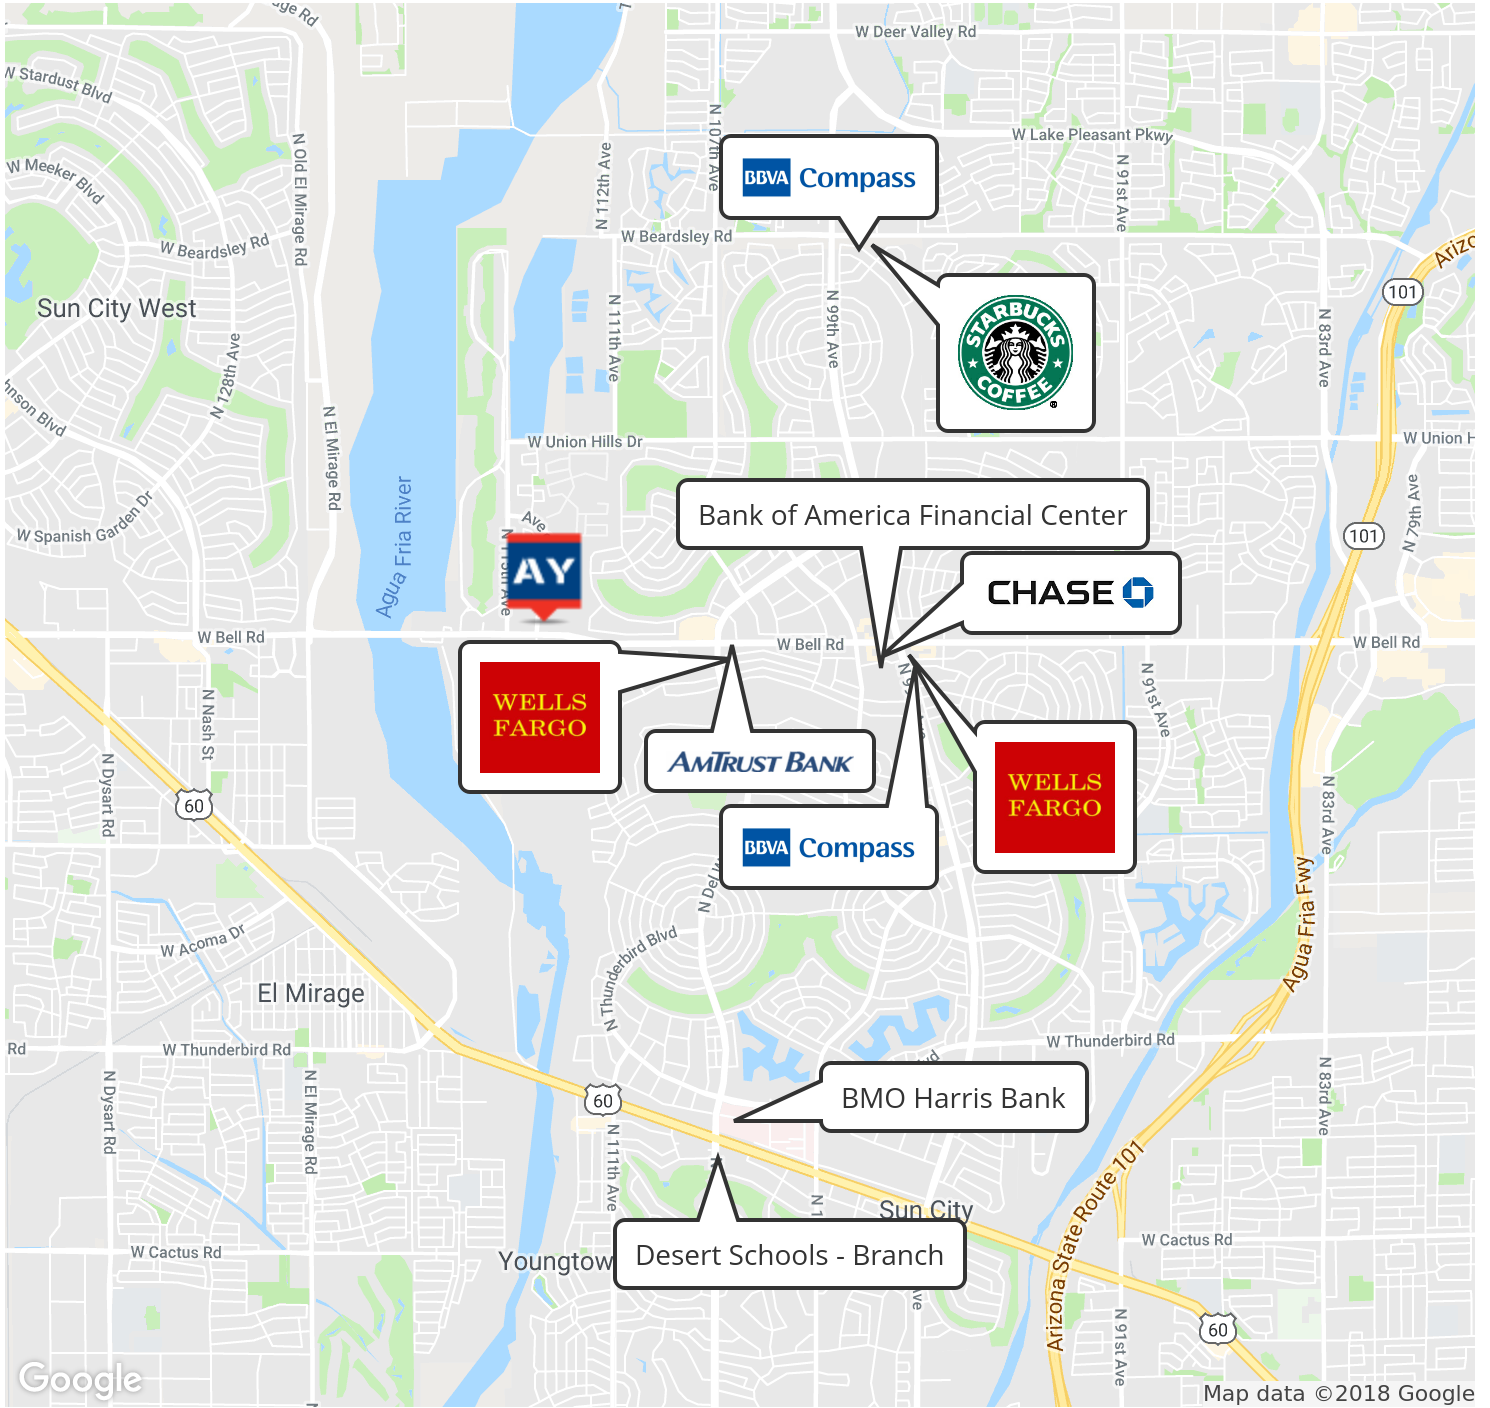 W Deer Valley Rd
W Stardust Blvd
N 107th Ave
W Lake Pleasant Pkwy
N Old El Mirage Rd
N 112th Ave
N 91st Ave
W Meeker Blvd
BBVA Compass
W Beardsley Rd
W Beardsley Rd
101
Sun City West
N 111th Ave
N 99th Ave
N 83rd Ave
STARBUCKS
COFFEE
®
N 128th Ave
N El Mirage Rd
W Union Hills Dr
W Spanish Garden Dr
Agua Fria River
N 79th Ave
Bank of America Financial Center
101
Ave
AY
CHASE
W Bell Rd
W Bell Rd
W Bell Rd
WELLS
FARGO
N Nash St
N 91st Ave
AMTRUST BANK
N Dysart Rd
60
WELLS
FARGO
N 83rd Ave
BBVA Compass
Agua Fria Fwy
W Acoma Dr
N Thunderbird Blvd
El Mirage
Rd
W Thunderbird Rd
W Thunderbird Rd
N Dysart Rd
N El Mirage Rd
60
BMO Harris Bank
N 83rd Ave
N 111th Ave
Arizona State Route 101
Sun City
W Cactus Rd
Desert Schools - Branch
W Cactus Rd
Ave
N 91st Ave
60
Google
Map data ©2018 Google